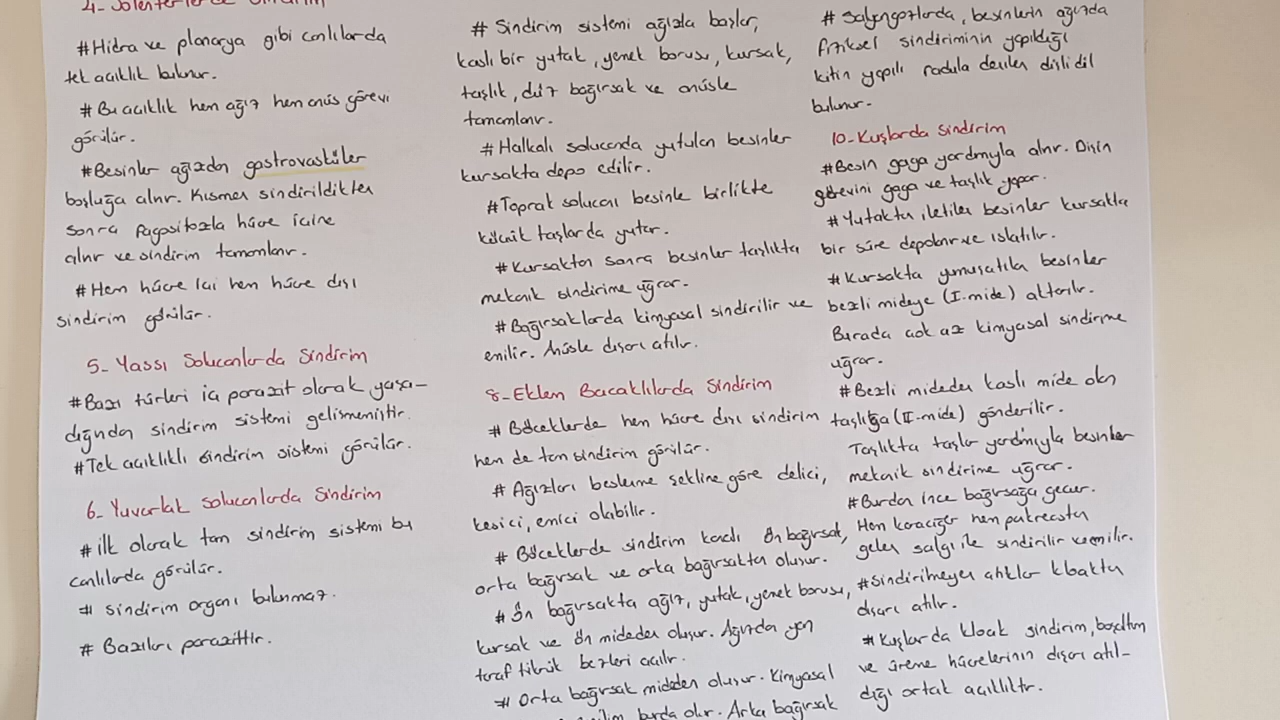 4- Sölenterlerde Sindirim
#Hidra ve planarya gibi canlılarda
tek açıklık bulunur.
#Bu açıklık hem ağız hem anüs görevi
görülür.
#Besinler ağızdan gastrovasküler
boşluğa alınır. Kısmen sindirildikten
sonra fagositozla hücre içine
alınır ve sindirim tamamlanır.
#Hem hücre içi hem hücre dışı
sindirim görülür.
5- Yassı Solucanlarda Sindirim
#Bazı türleri iç parazit olarak yaşa-
dığından sindirim sistemi gelişmemiştir.
#Tek açıklıklı sindirim sistemi görülür.
6- Yuvarlak Solucanlarda Sindirim
#İlk olarak tam sindirim sistemi bu
canlılarda görülür.
# Sindirim organı bulunmaz.
# Bazıları parazittir.
# Sindirim sistemi ağızla başlar,
kaslı bir yutak, yemek borusu, kursak,
taşlık, düz bağırsak ve anüsle
tamamlanır.
#Halkalı solucanda yutulan besinler
kursakta depo edilir.
#Toprak solucanı besinle birlikte
küçük taşlarda yutar.
#Kursaktan sonra besinler taşlıkta
mekanik sindirime uğrar.
#Bağırsaklarda kimyasal sindirilir ve
emilir. Anüsle dışarı atılır.
8-Eklem Bacaklılarda Sindirim
# Böceklerde hem hücre dışı sindirim
hem de tam sindirim görülür.
# Ağızları beslenme şekline göre delici,
kesici, emici olabilir.
# Böceklerde sindirim kanalı Ön bağırsak,
orta bağırsak ve arka bağırsaktan oluşur.
#Ön bağırsakta ağız, yutak, yemek borusu,
kursak ve ön mideden oluşur. Ağızda yan
taraf tükrük bezleri açılır.
# Orta bağırsak mideden oluşur. Kimyasal
burda olur. Arka bağırsak
# Salyangozlarda, besinlerin ağızda
fiziksel sindiriminin yapıldığı
kitin yapılı radula denilen dişli dil
bulunur.
10-Kuşlarda Sindirim
#Besin gaga yardımıyla alınır. Dişin
görevini gaga ve taşlık yapar.
#Yutakta iletilen besinler kursakta
bir süre depolanır ve ıslatılır.
# Kursakta yumuşatılan besinler
bezli mideye (I.mide) aktarılır.
Burada çok az kimyasal sindirime
uğrar.
#Bezli mideden kaslı mide olan
taşlığa (II-mide) gönderilir.
Taşlıkta taşlar yardımıyla besinler
mekanik sindirime uğrar.
#Burdan ince bağırsağa geçer.
Hem karaciğer hem pankreastan
gelen salgı ile sindirilir ve emilir.
#Sindirilmeyen atıklar kloaktan
dışarı atılır.
#Kuşlarda kloak sindirim, boşaltım
ve üreme hücrelerinin dışarı atıl-
dığı ortak açıklıktır.